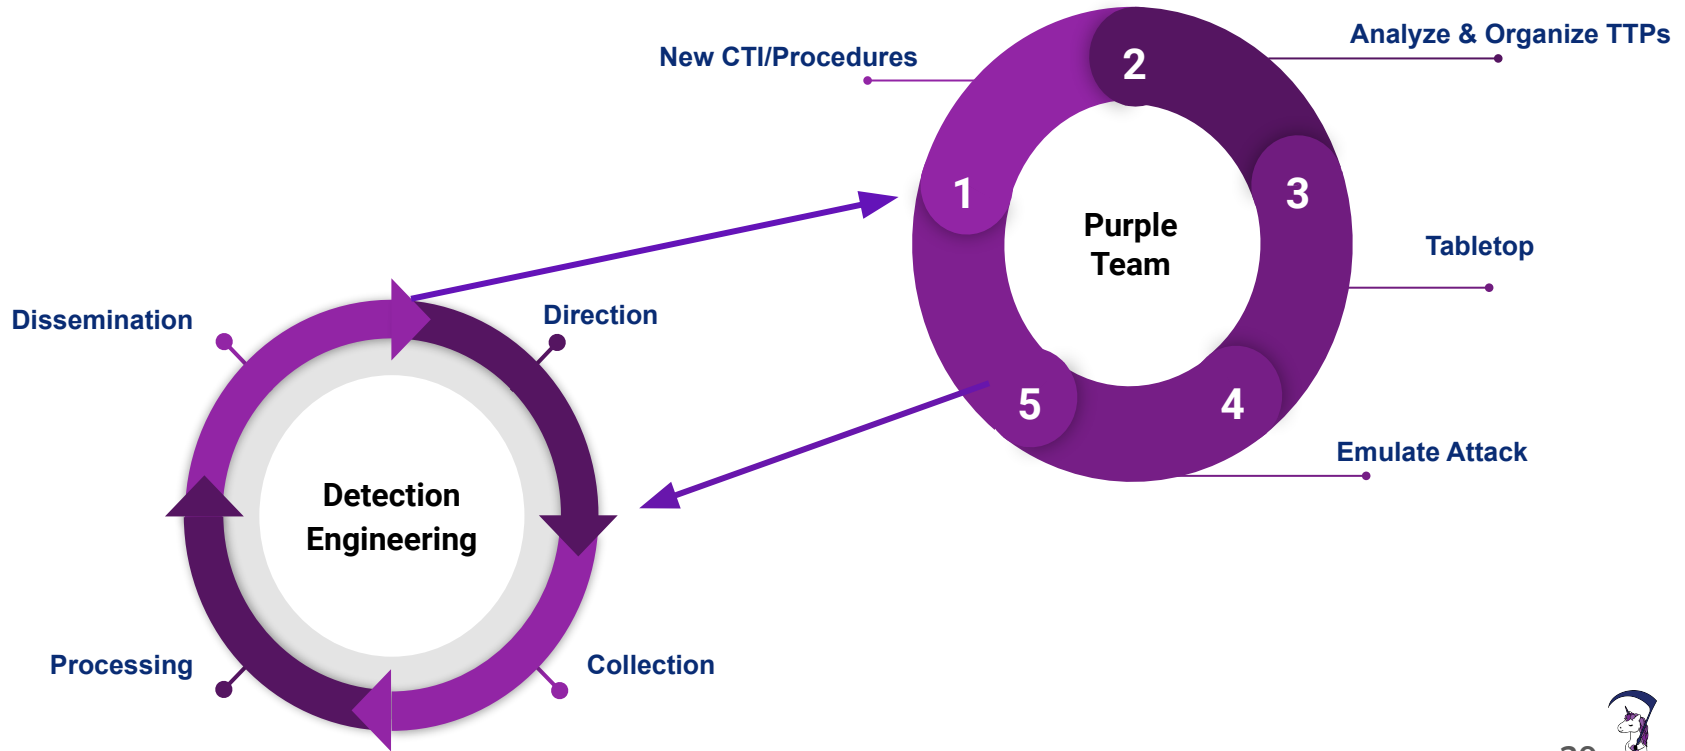 New CTI/Procedures
Analyze & Organize TTPs
2
1
3
Purple
Team
Tabletop
5
4
Emulate Attack
Dissemination
Direction
Detection
Engineering
Processing
Collection